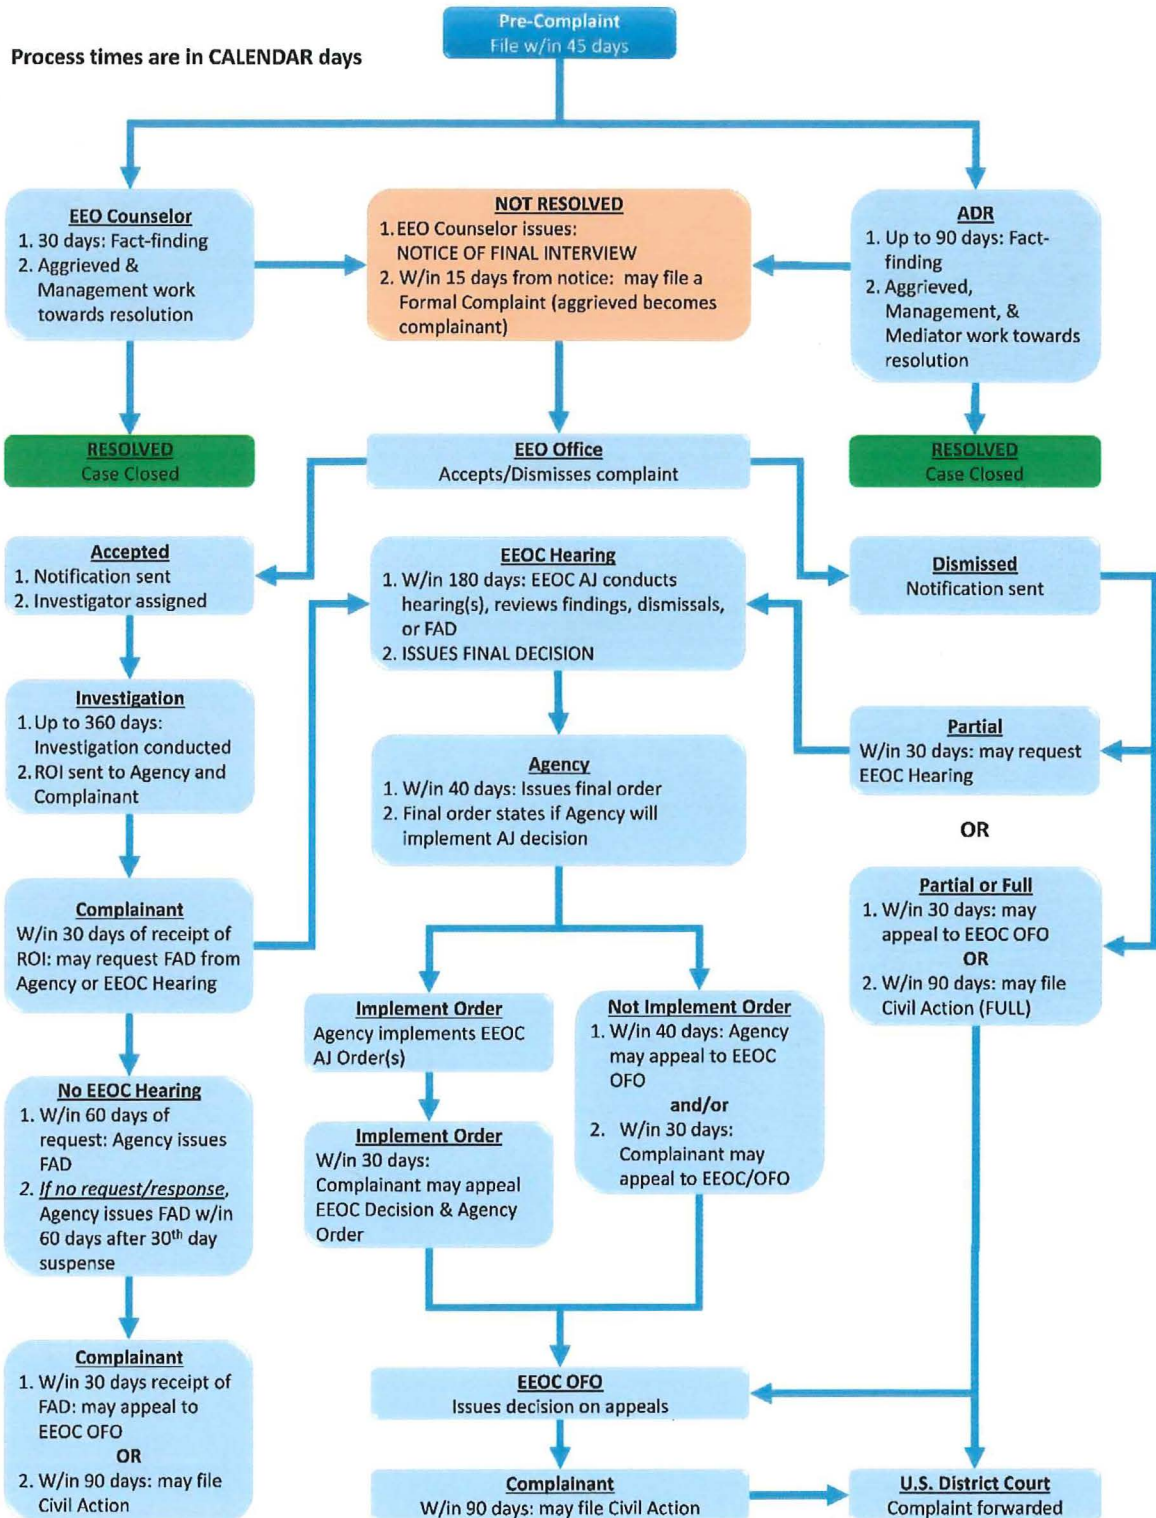 Pre-Complaint
File w/in 45 days
Process times are in CALENDAR days
EEO Counselor
1. 30 days: Fact-finding
2. Aggrieved &
Management work
towards resolution
NOT RESOLVED
1. EEO Counselor issues:
NOTICE OF FINAL INTERVIEW
2. W/in 15 days from notice: may file a
Formal Complaint (aggrieved becomes
complainant)
ADR
1. Up to 90 days: Fact-
finding
2. Aggrieved,
Management, &
Mediator work towards
resolution
RESOLVED
Case Closed
EEO Office
Accepts/Dismisses complaint
RESOLVED
Case Closed
Accepted
1. Notification sent
2. Investigator assigned
EEOC Hearing
1. W/in 180 days: EEOC AJ conducts
hearing(s), reviews findings, dismissals,
or FAD
2. ISSUES FINAL DECISION
Dismissed
Notification sent
Investigation
1. Up to 360 days:
Investigation conducted
2. ROI sent to Agency and
Complainant
Agency
1. W/in 40 days: Issues final order
2. Final order states if Agency will
implement AJ decision
Partial
W/in 30 days: may request
EEOC Hearing
OR
Complainant
W/in 30 days of receipt of
ROI: may request FAD from
Agency or EEOC Hearing
Partial or Full
1. W/in 30 days: may
appeal to EEOC OFO
OR
2. W/in 90 days: may file
Civil Action (FULL)
Implement Order
Agency implements EEOC
AJ Order(s)
Not Implement Order
1. W/in 40 days: Agency
may appeal to EEOC
OFO
and/or
2. W/in 30 days:
Complainant may
appeal to EEOC/OFO
No EEOC Hearing
1. W/in 60 days of
request: Agency issues
FAD
2. If no request/response,
Agency issues FAD w/in
60 days after 30th day
suspense
Implement Order
W/in 30 days:
Complainant may appeal
EEOC Decision & Agency
Order
Complainant
1. W/in 30 days receipt of
FAD: may appeal to
EEOC OFO
OR
2. W/in 90 days: may file
Civil Action
EEOC OFO
Issues decision on appeals
Complainant
W/in 90 days: may file Civil Action
U.S. District Court
Complaint forwarded